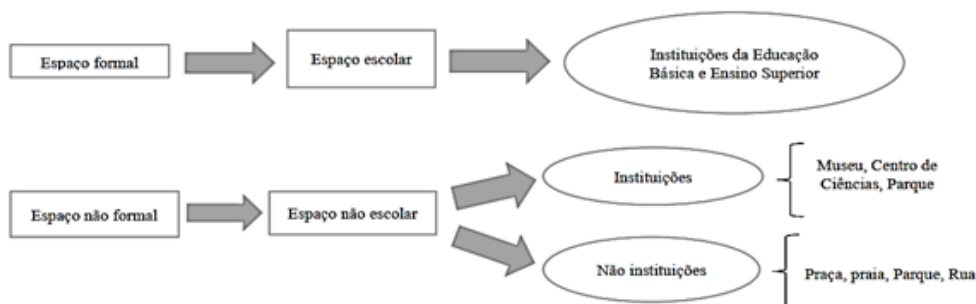 Espaço formal
Espaço escolar
Instituições da Educação
Básica e Ensino Superior
Espaço não formal
Espaço não escolar
Instituições
Museu, Centro de
Ciências, Parque
Não instituições
Praça, praia, Parque, Rua